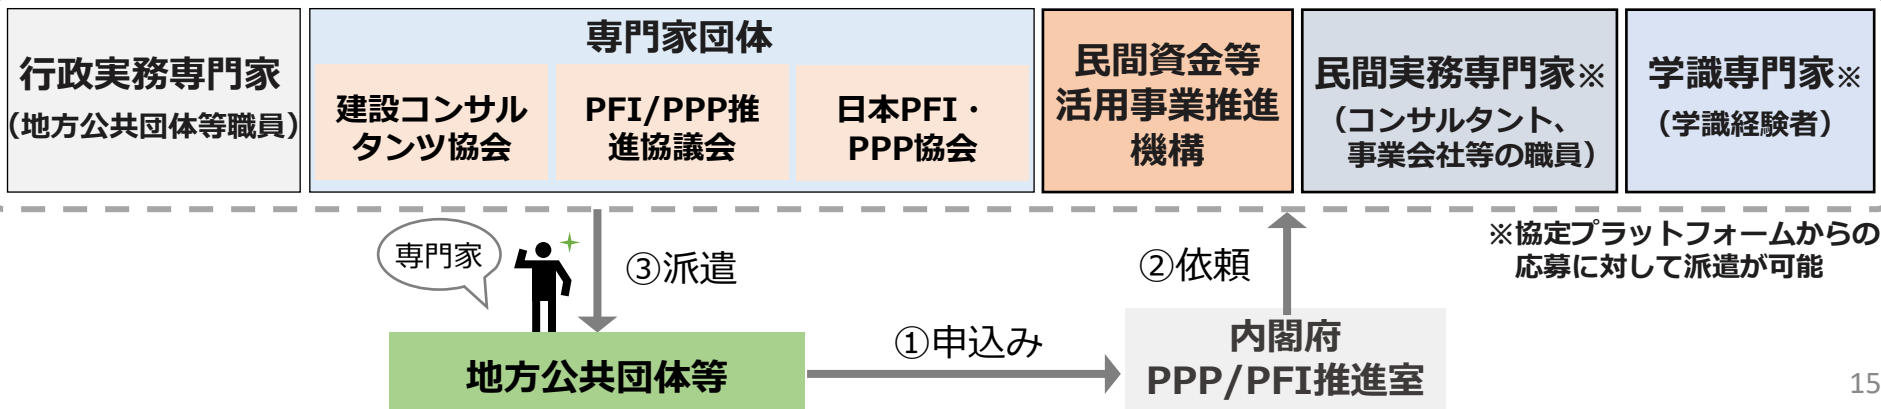 行政実務専門家
（地方公共団体等職員）
専門家団体
建設コンサル
タンツ協会
PFI/PPP推
進協議会
日本PFI・
PPP協会
民間資金等
活用事業推進
機構
民間実務専門家※
（コンサルタント、
事業会社等の職員）
学識専門家※
（学識経験者）
※協定プラットフォームからの
応募に対して派遣が可能
専門家
③派遣
②依頼
①申込み
地方公共団体等
内閣府
PPP/PFI推進室
15